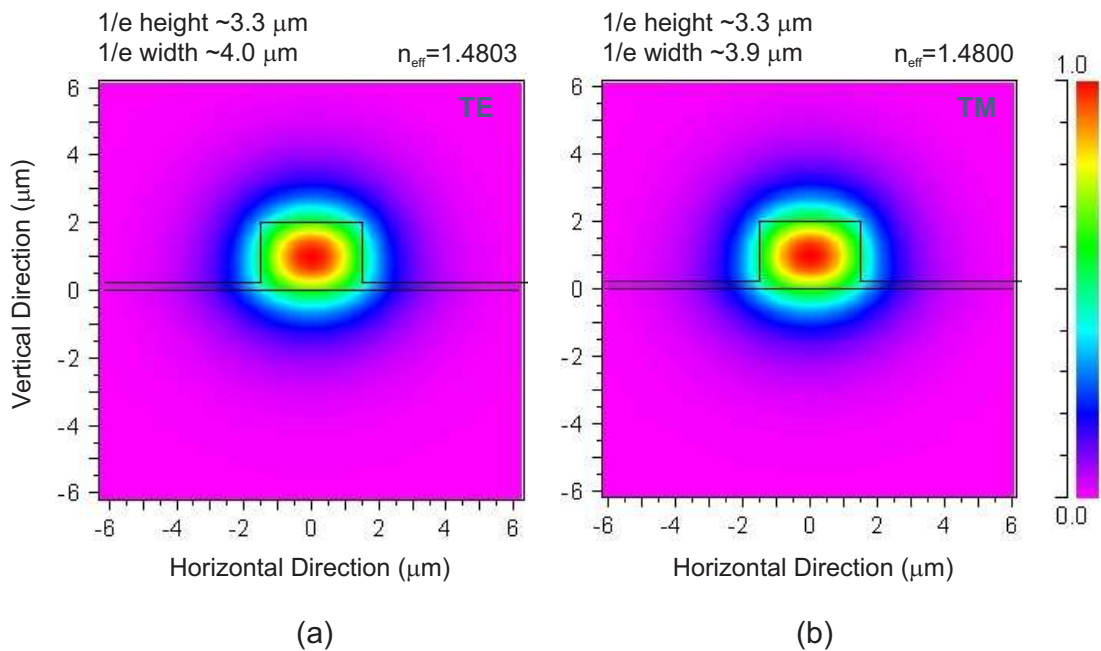 1/e height ~3.3 μm
1/e width ~4.0 μm
n_eff=1.4803
1/e height ~3.3 μm
1/e width ~3.9 μm
n_eff=1.4800
TE
TM
1.0
0.0
6
4
2
0
-2
-4
-6
6
4
2
0
-2
-4
-6
-6 -4 -2 0 2 4 6
-6 -4 -2 0 2 4 6
Vertical Direction (μm)
Horizontal Direction (μm)
Horizontal Direction (μm)
(a)
(b)